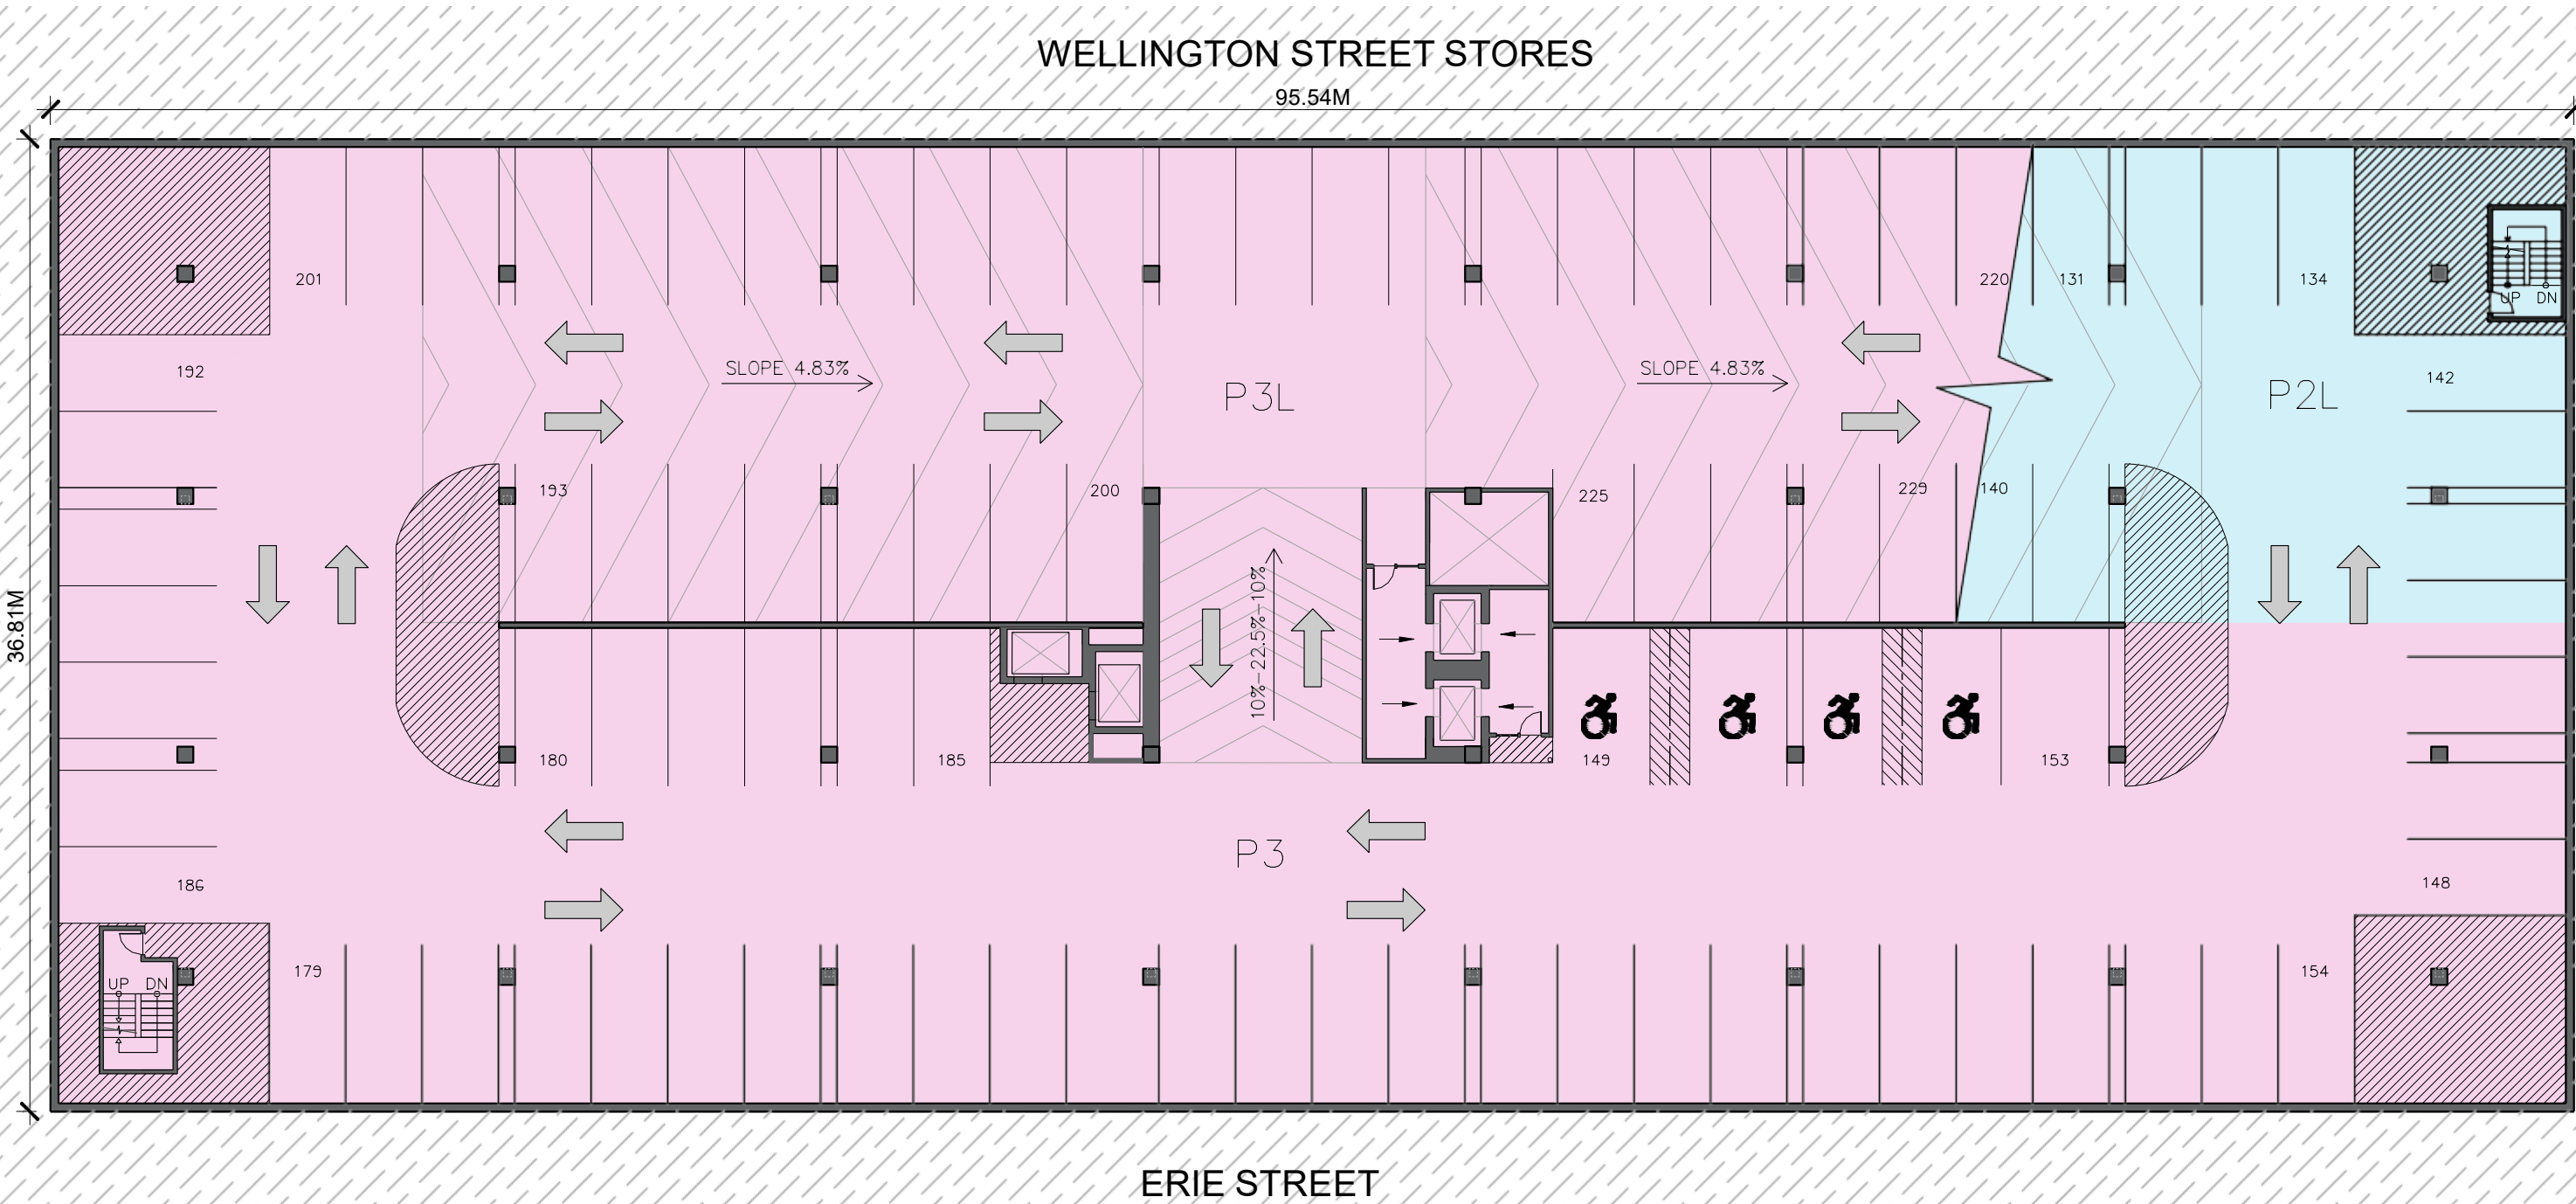 WELLINGTON STREET STORES
95.54M
36.81M
201
220
131
134
UP DN
192
SLOPE 4.83%
P3L
SLOPE 4.83%
P2L
142
193
200
225
229
140
10%-22.5%-10%
180
185
149
153
P3
186
148
179
154
UP DN
ERIE STREET